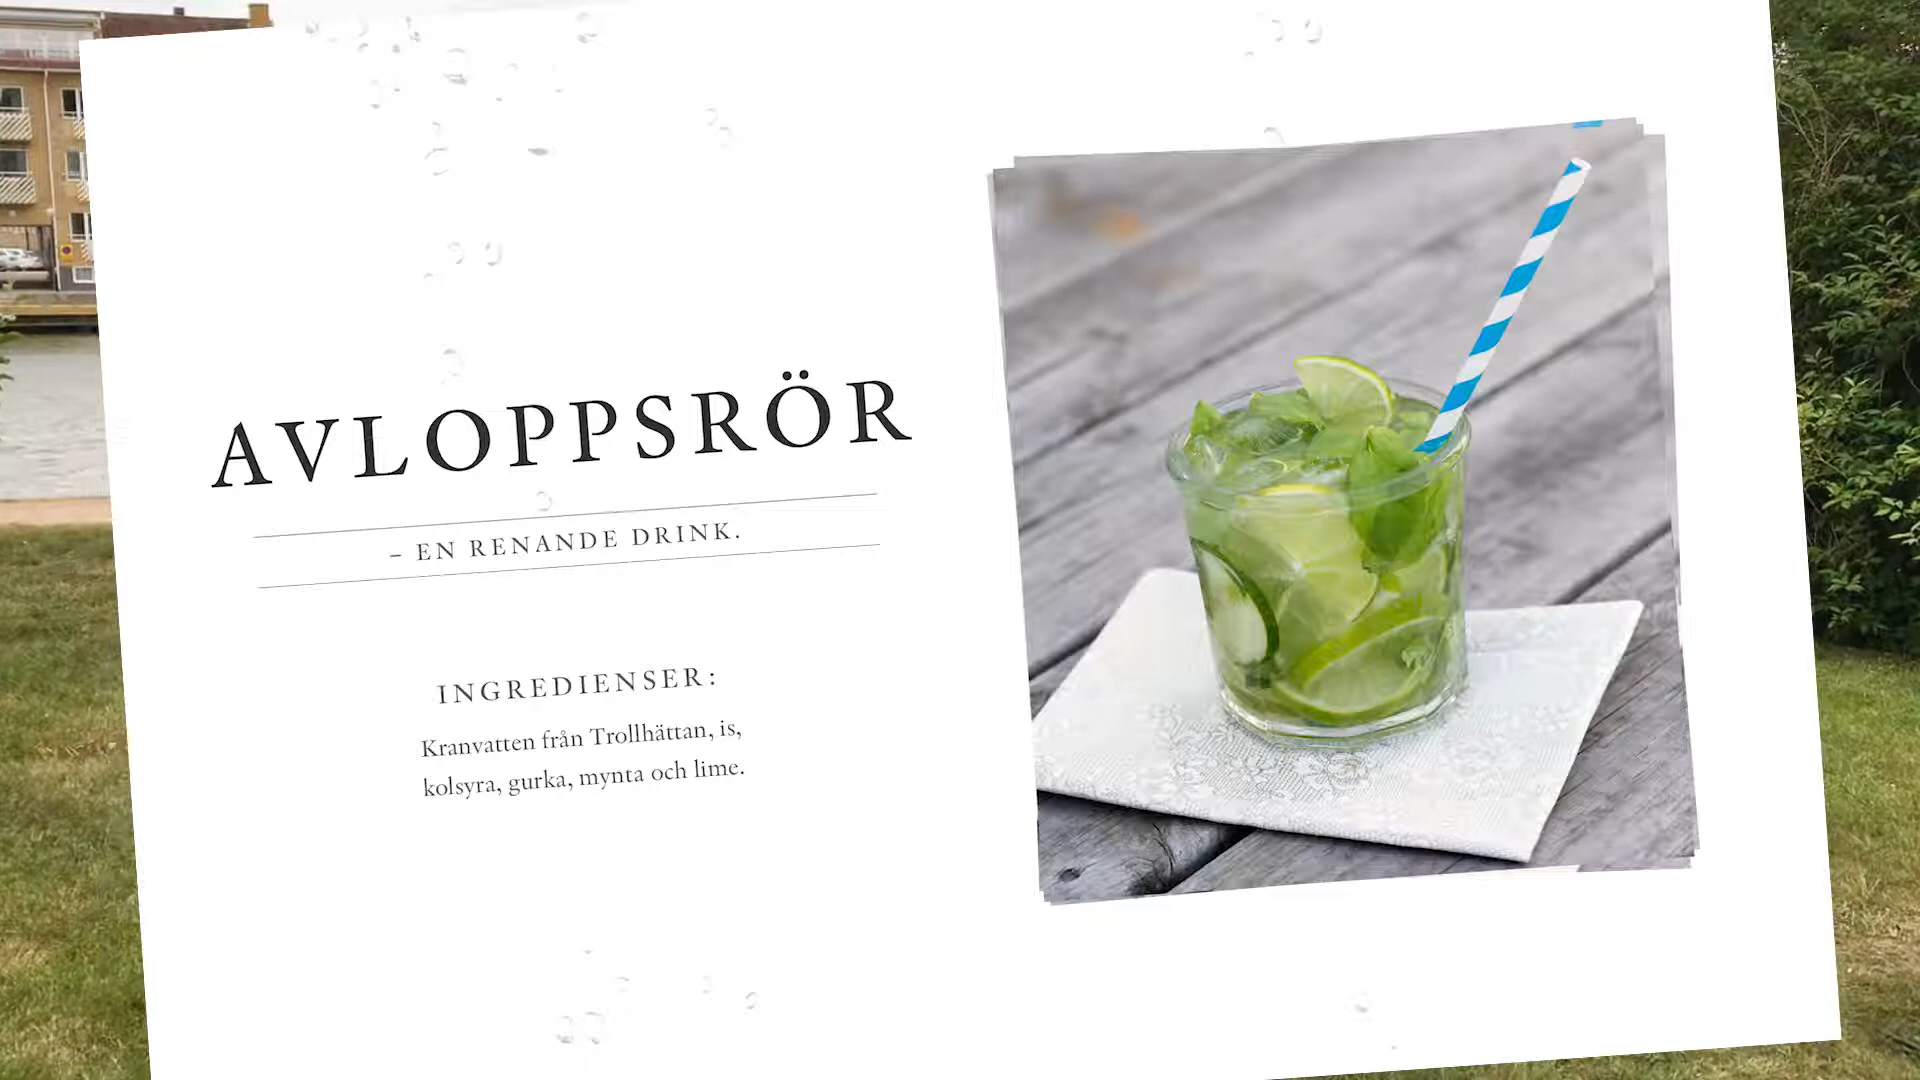 AVLOPPSRÖR
– EN RENANDE DRINK.
INGREDIENSER:
Kranvatten från Trollhättan, is,
kolsyra, gurka, mynta och lime.